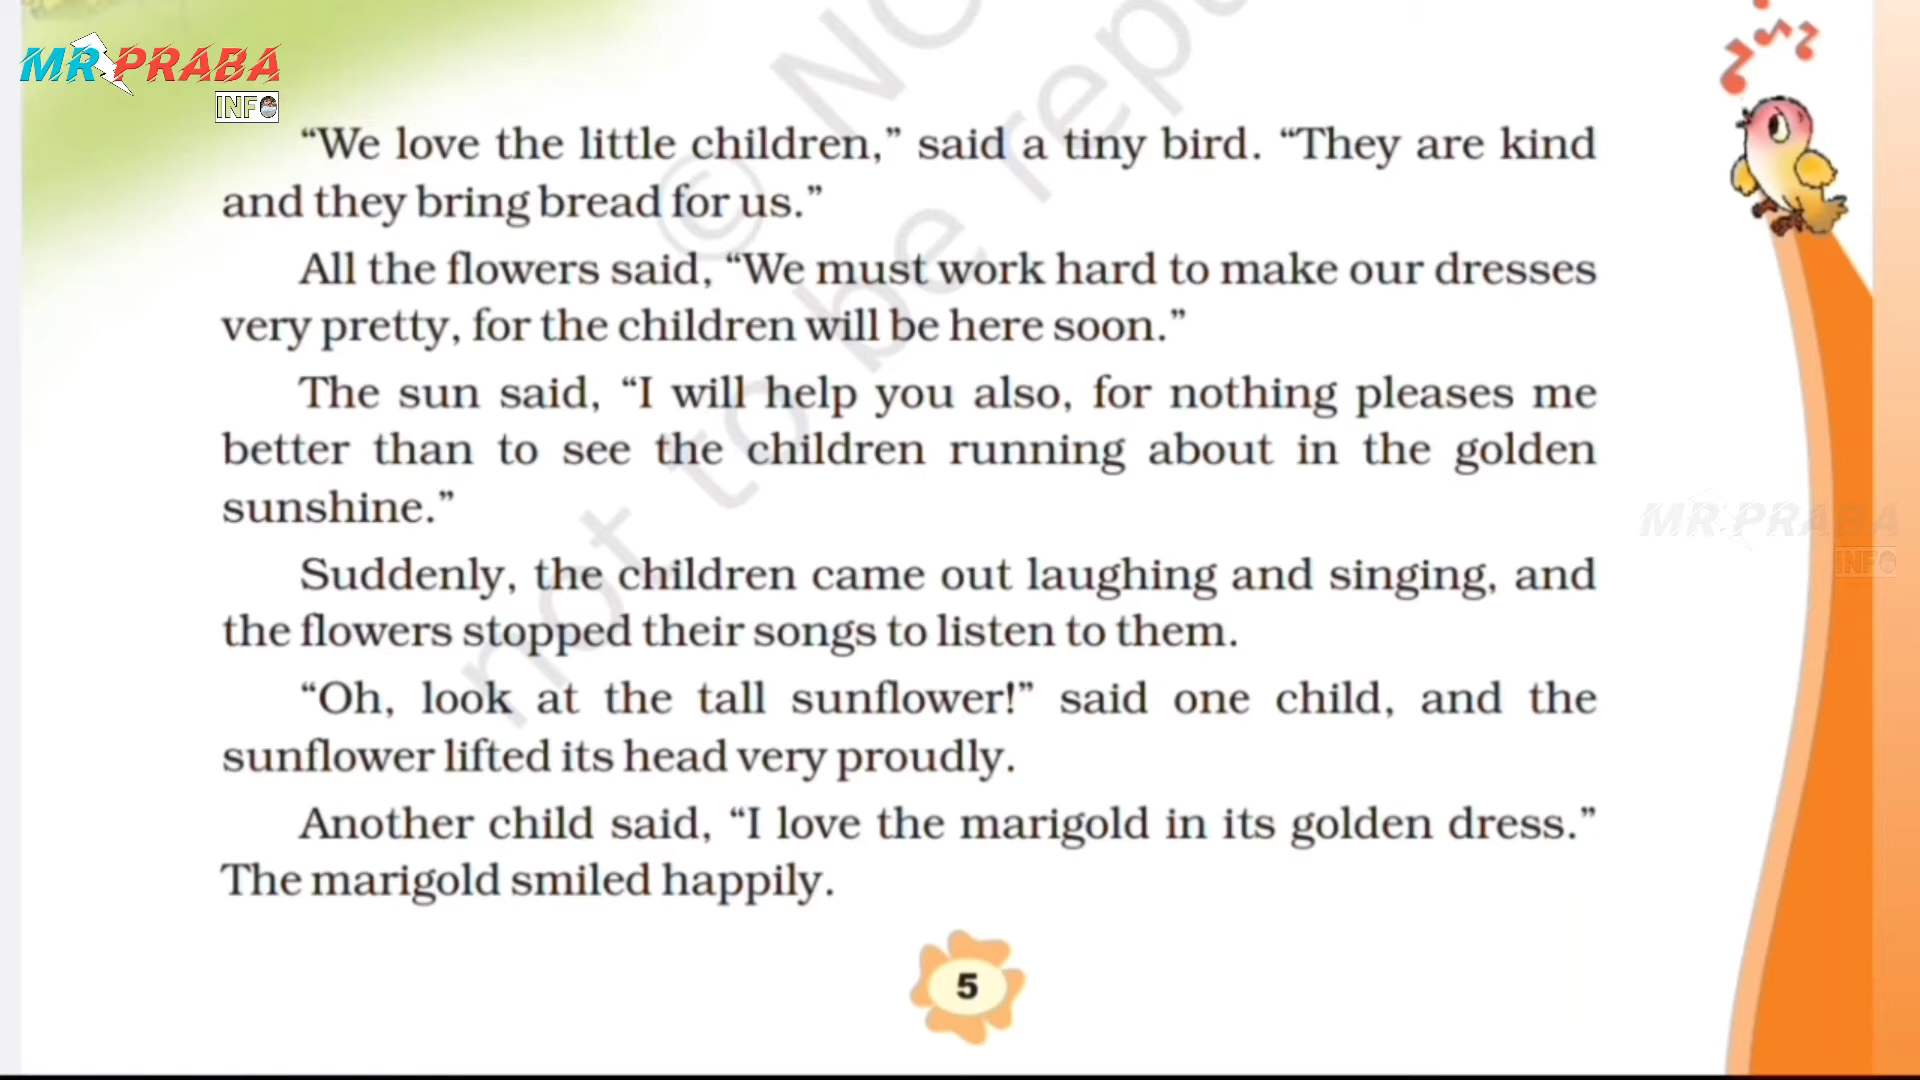 MR PRABA
INFO
“We love the little children,” said a tiny bird. “They are kind
and they bring bread for us.”
All the flowers said, “We must work hard to make our dresses
very pretty, for the children will be here soon.”
The sun said, “I will help you also, for nothing pleases me
better than to see the children running about in the golden
sunshine.”
Suddenly, the children came out laughing and singing, and
the flowers stopped their songs to listen to them.
“Oh, look at the tall sunflower!” said one child, and the
sunflower lifted its head very proudly.
Another child said, “I love the marigold in its golden dress.”
The marigold smiled happily.
5
MR PRABA
INFO
not to be